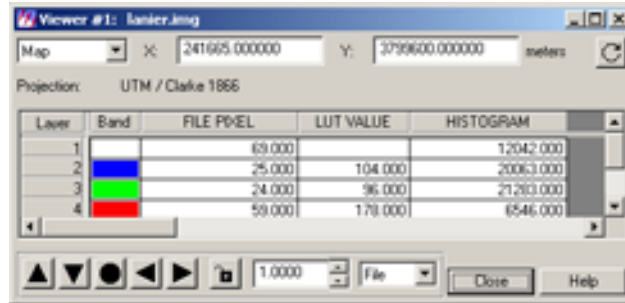 Viewer #1: lanier.img
Map X: 241665.000000 Y: 3799600.000000 meters
Projection: UTM / Clarke 1866
Layer Band FILE PIXEL LUT VALUE HISTOGRAM
1 69.000 12042.000
2 25.000 104.000 20063.000
3 24.000 96.000 21283.000
4 59.000 178.000 6546.000
1.0000 File Close Help